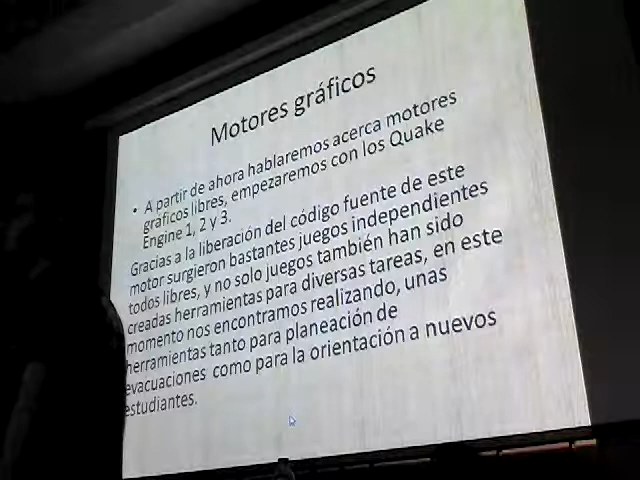 Motores gráficos
• A partir de ahora hablaremos acerca motores
gráficos libres, empezaremos con los Quake
Engine 1, 2 y 3.
Gracias a la liberación del código fuente de este
motor surgieron bastantes juegos independientes
todos libres, y no solo juegos también han sido
creadas herramientas para diversas tareas, en este
momento nos encontramos realizando, unas
herramientas tanto para planeación de
evacuaciones como para la orientación a nuevos
estudiantes.